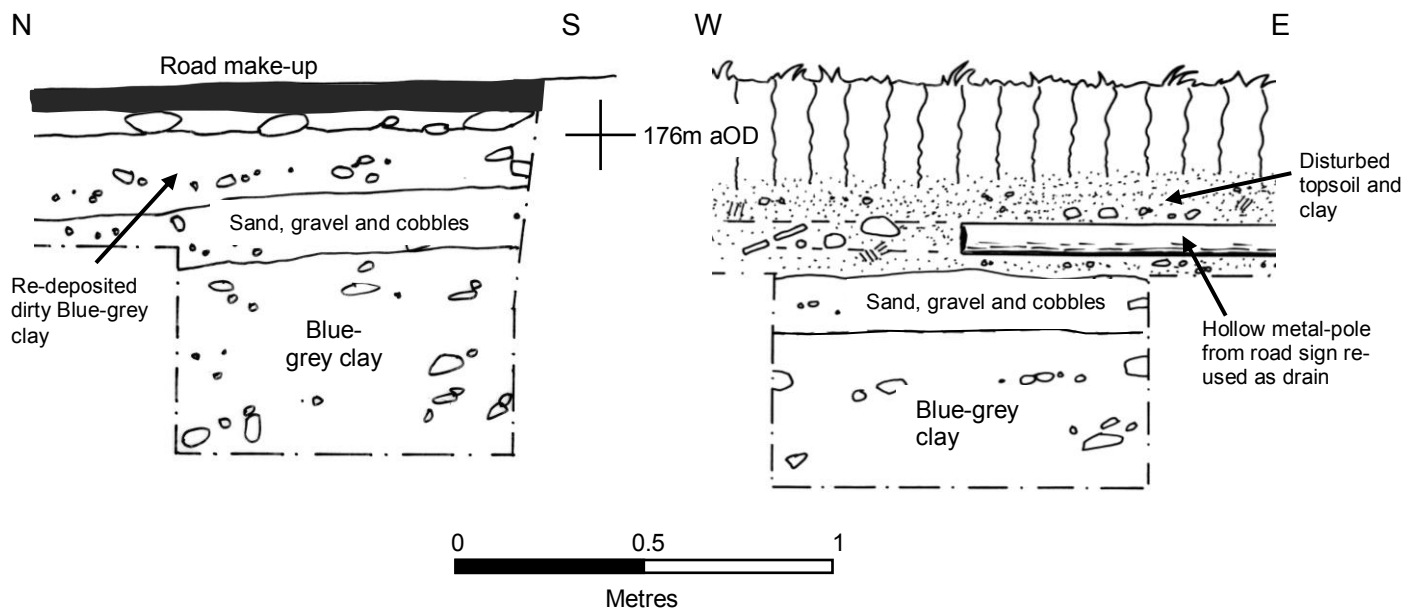 N
S
W
E
Road make-up
176m aOD
Disturbed
topsoil and
clay
Sand, gravel and cobbles
Re-deposited
dirty Blue-grey
clay
Blue-
grey clay
Sand, gravel and cobbles
Hollow metal-pole
from road sign re-
used as drain
Blue-grey
clay
0
0.5
1
Metres